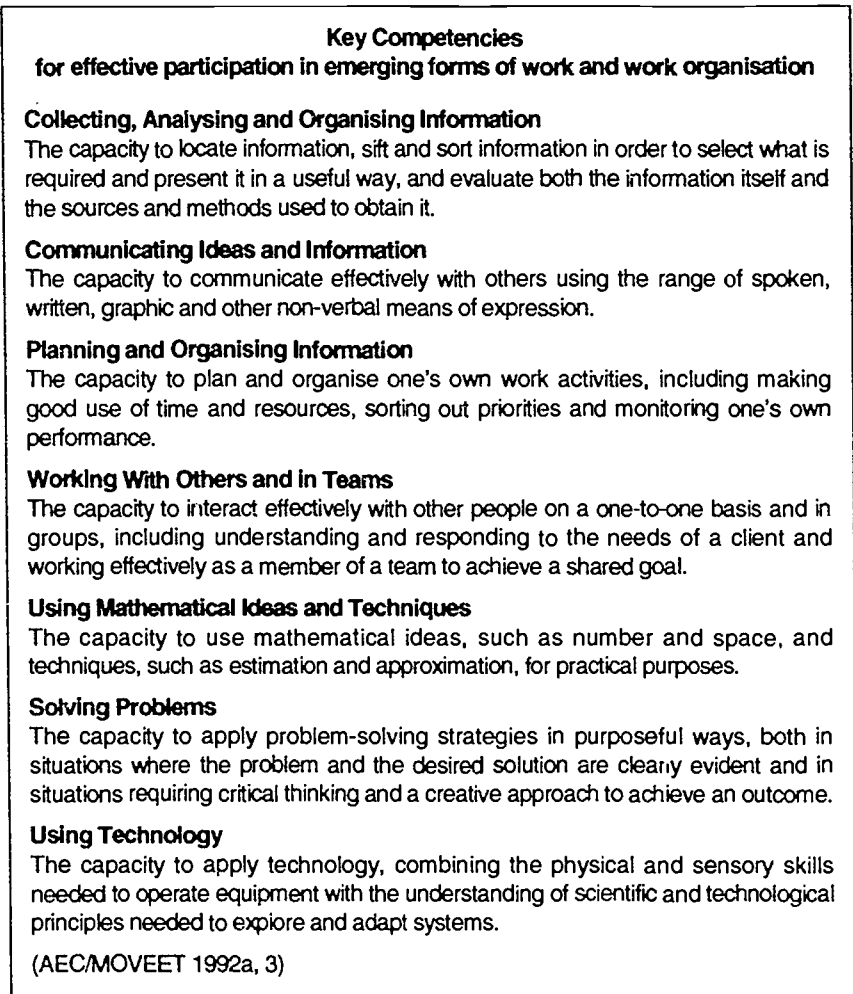 Key Competencies
for effective participation in emerging forms of work and work organisation
Collecting, Analysing and Organising Information
The capacity to locate information, sift and sort information in order to select what is
required and present it in a useful way, and evaluate both the information itself and
the sources and methods used to obtain it.
Communicating Ideas and Information
The capacity to communicate effectively with others using the range of spoken,
written, graphic and other non-verbal means of expression.
Planning and Organising Information
The capacity to plan and organise one's own work activities, including making
good use of time and resources, sorting out priorities and monitoring one's own
performance.
Working With Others and in Teams
The capacity to interact effectively with other people on a one-to-one basis and in
groups, including understanding and responding to the needs of a client and
working effectively as a member of a team to achieve a shared goal.
Using Mathematical Ideas and Techniques
The capacity to use mathematical ideas, such as number and space, and
techniques, such as estimation and approximation, for practical purposes.
Solving Problems
The capacity to apply problem-solving strategies in purposeful ways, both in
situations where the problem and the desired solution are clearly evident and in
situations requiring critical thinking and a creative approach to achieve an outcome.
Using Technology
The capacity to apply technology, combining the physical and sensory skills
needed to operate equipment with the understanding of scientific and technological
principles needed to explore and adapt systems.
(AEC/MOVEET 1992a, 3)